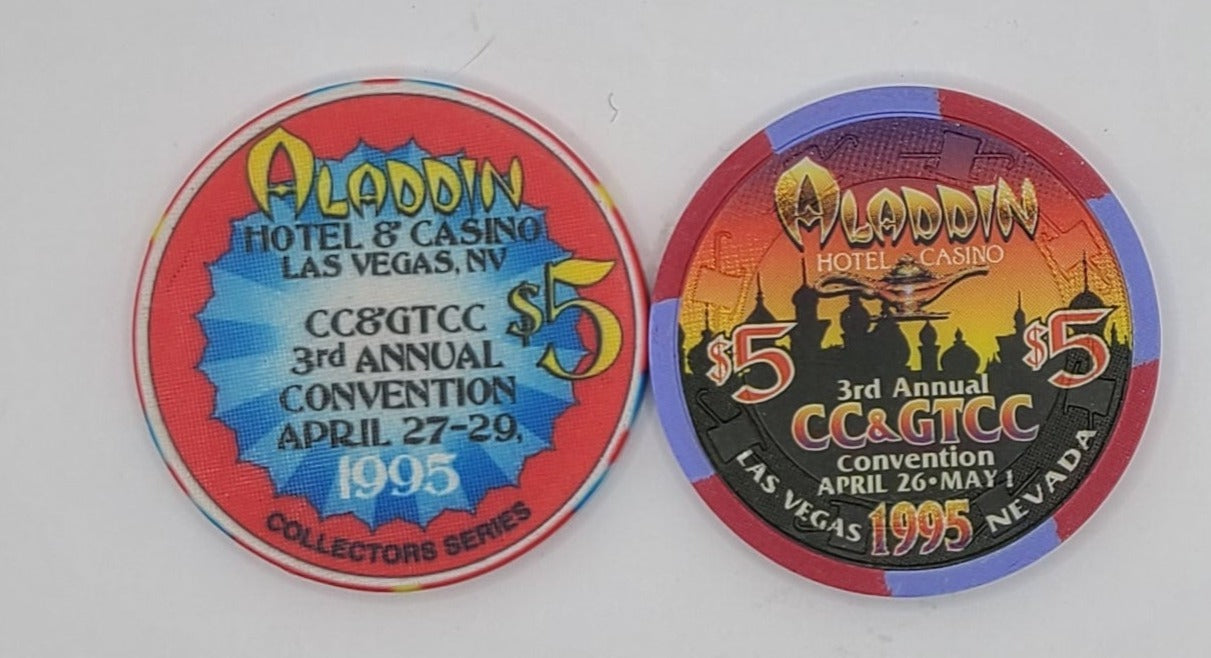 ALADDIN
HOTEL & CASINO
LAS VEGAS, NV
$5
CC&GTCC
3rd ANNUAL
CONVENTION
APRIL 27-29,
1995
COLLECTORS SERIES
ALADDIN
HOTEL CASINO
$5
$5
3rd Annual
CC&GTCC
convention
APRIL 26•MAY 1
LAS VEGAS 1995 NEVADA